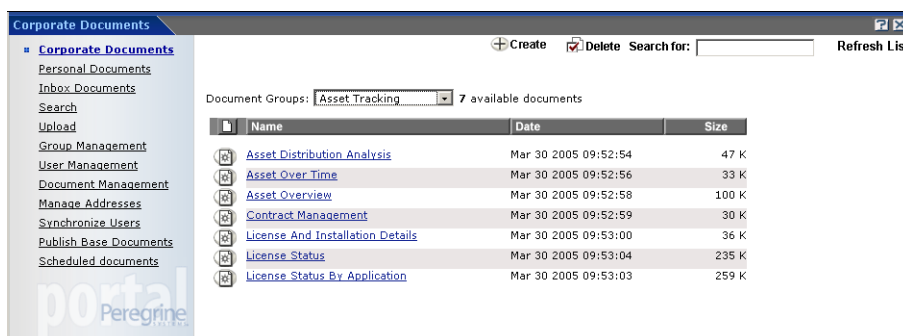 Corporate Documents
Corporate Documents
Personal Documents
Inbox Documents
Search
Upload
Group Management
User Management
Document Management
Manage Addresses
Synchronize Users
Publish Base Documents
Scheduled documents
portal
Peregrine
Create Delete Search for: Refresh Lis
Document Groups: Asset Tracking 7 available documents
Name Date Size
Asset Distribution Analysis Mar 30 2005 09:52:54 47 K
Asset Over Time Mar 30 2005 09:52:56 33 K
Asset Overview Mar 30 2005 09:52:58 100 K
Contract Management Mar 30 2005 09:52:59 30 K
License And Installation Details Mar 30 2005 09:53:00 36 K
License Status Mar 30 2005 09:53:04 235 K
License Status By Application Mar 30 2005 09:53:03 259 K